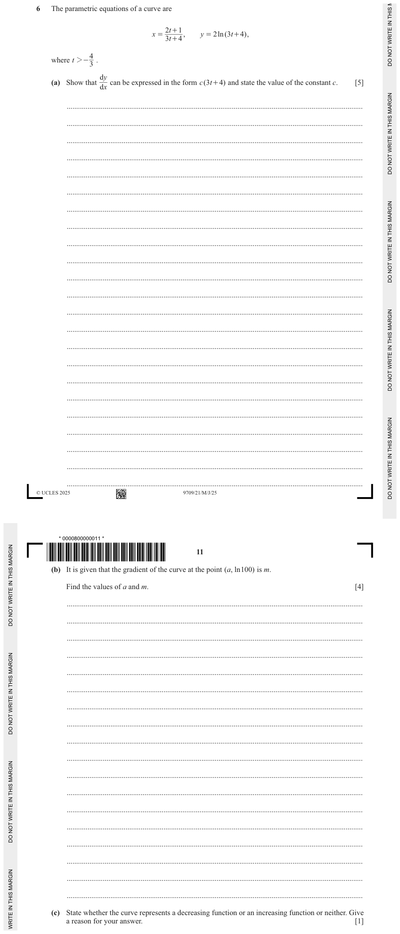 DO NOT WRITE IN THIS MARGIN
DO NOT WRITE IN THIS MARGIN
DO NOT WRITE IN THIS MARGIN
DO NOT WRITE IN THIS MARGIN
DO NOT WRITE IN THIS MARGIN
6 The parametric equations of a curve are
x = (2t+1)/(3t+4), y = 2 ln(3t+4),
where t > −4/3 .
(a) Show that dy/dx can be expressed in the form c(3t+4) and state the value of the constant c. [5]
© UCLES 2025 9709/21/M/J/25
* 0000800000011 *
11
DO NOT WRITE IN THIS MARGIN
DO NOT WRITE IN THIS MARGIN
DO NOT WRITE IN THIS MARGIN
WRITE IN THIS MARGIN
(b) It is given that the gradient of the curve at the point (a, ln100) is m.
Find the values of a and m. [4]
(c) State whether the curve represents a decreasing function or an increasing function or neither. Give
a reason for your answer. [1]